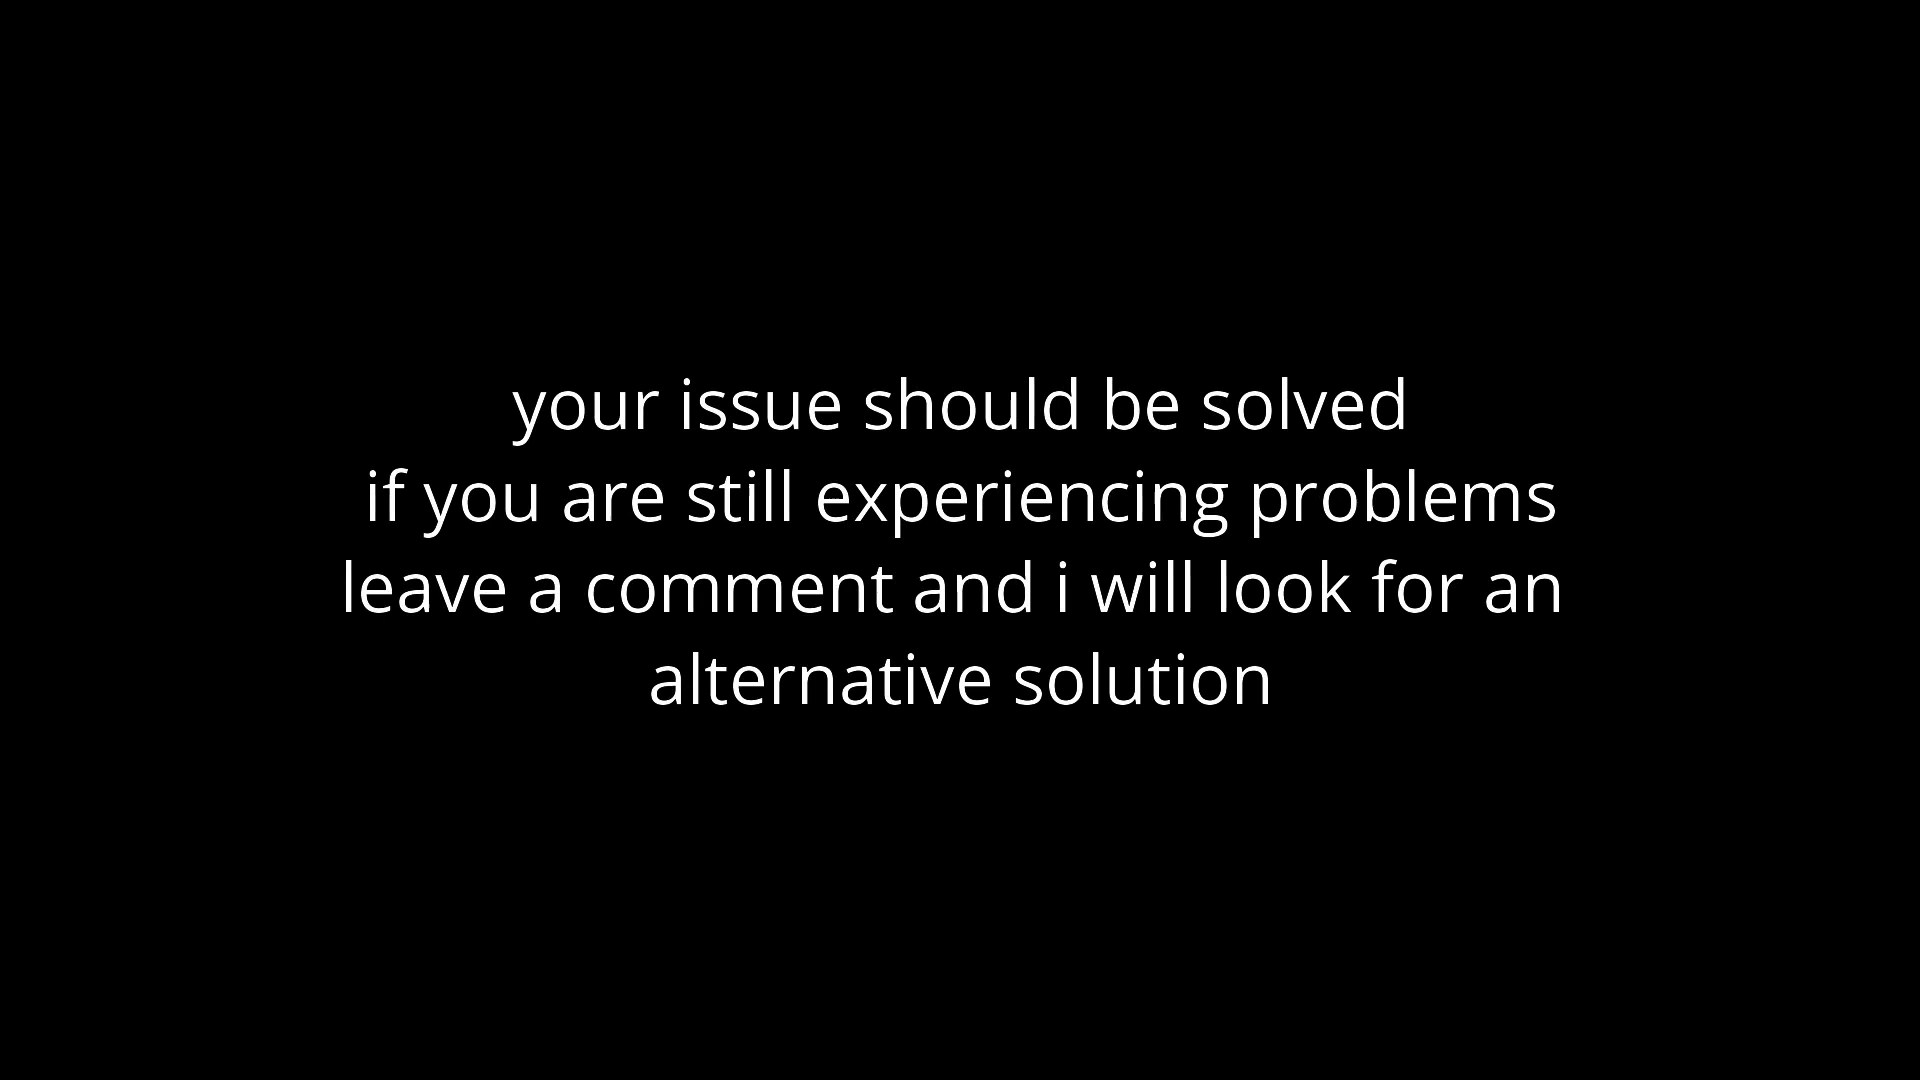 your issue should be solved
if you are still experiencing problems
leave a comment and i will look for an
alternative solution